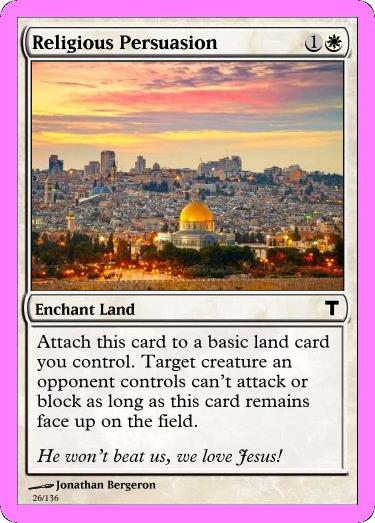 Religious Persuasion 1
Enchant Land T
Attach this card to a basic land card
you control. Target creature an
opponent controls can't attack or
block as long as this card remains
face up on the field.
He won't beat us, we love Jesus!
Jonathan Bergeron
26/136